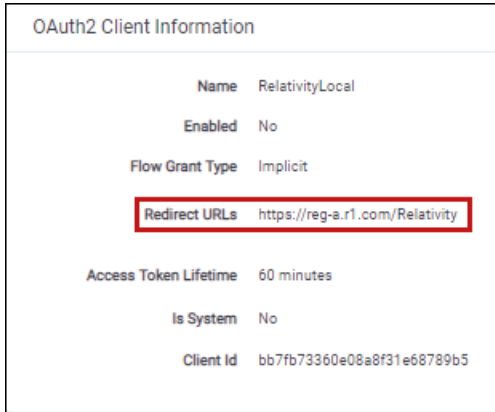 OAuth2 Client Information
Name RelativityLocal
Enabled No
Flow Grant Type Implicit
Redirect URLs https://reg-a.r1.com/Relativity
Access Token Lifetime 60 minutes
Is System No
Client Id bb7fb73360e08a8f31e68789b5